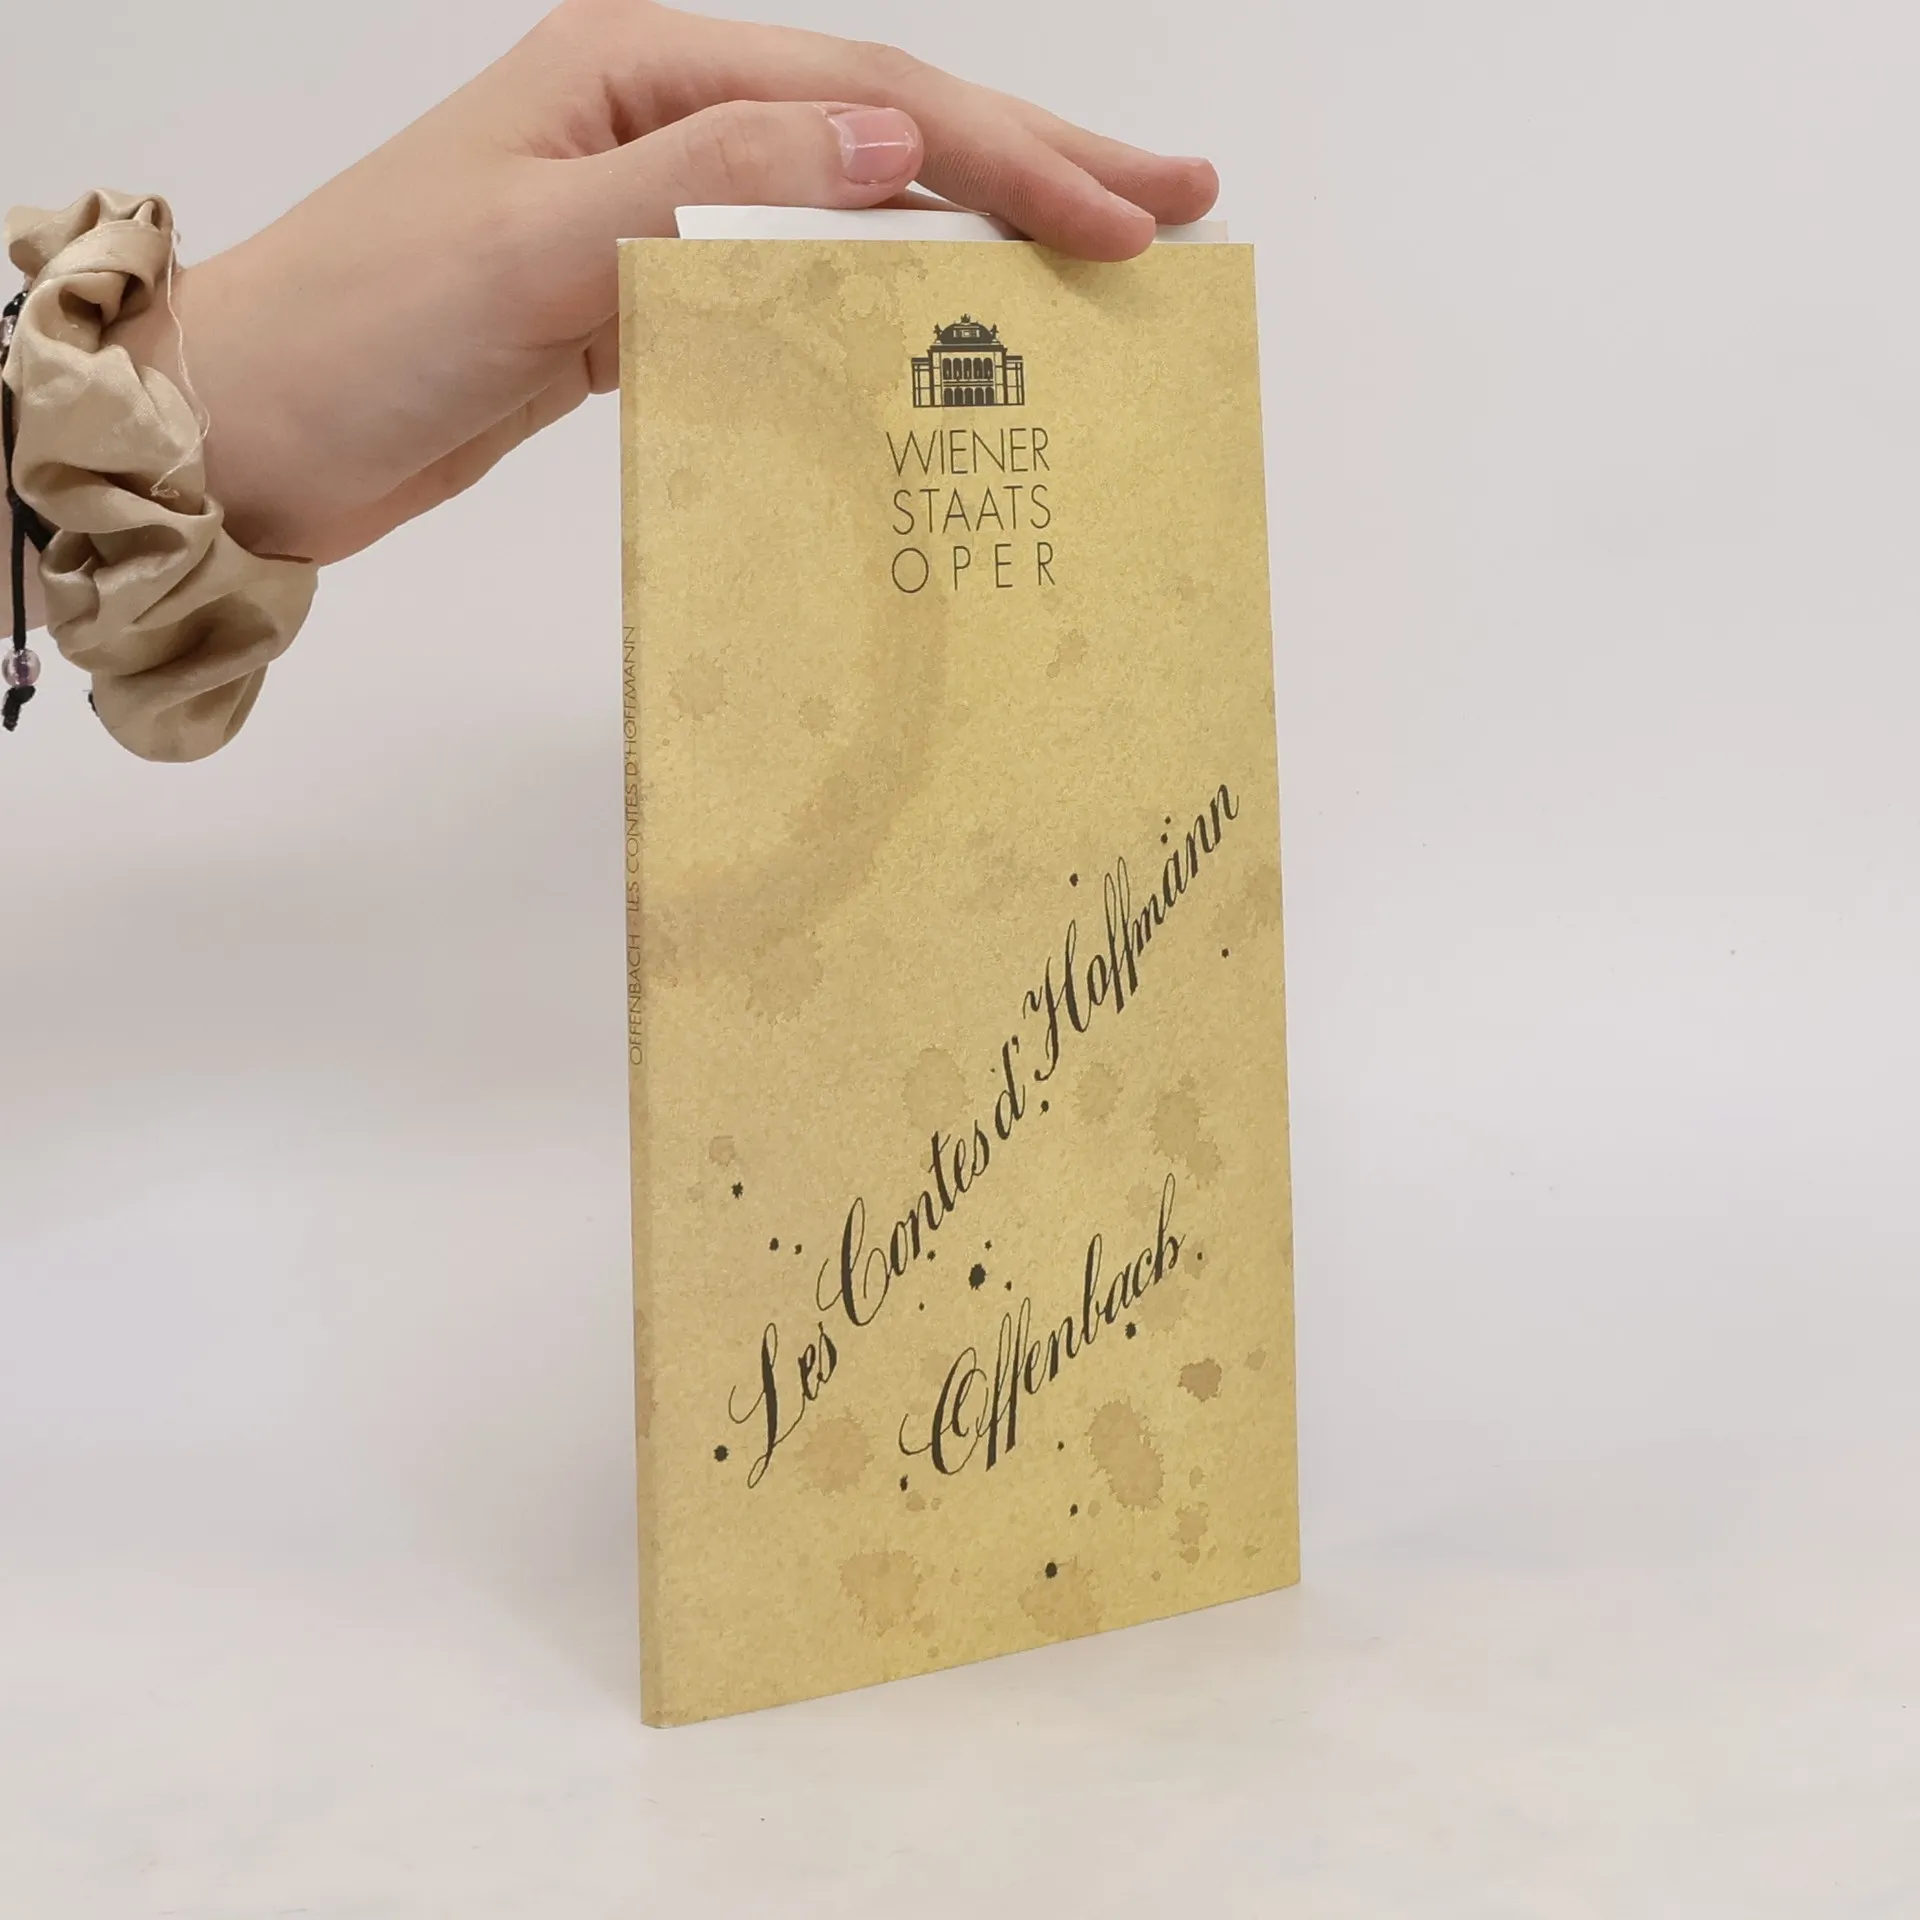 WIENER
STAATS
OPER
Les Contes d'Hoffmann
Offenbach
OFFENBACH · LES CONTES D'HOFFMANN